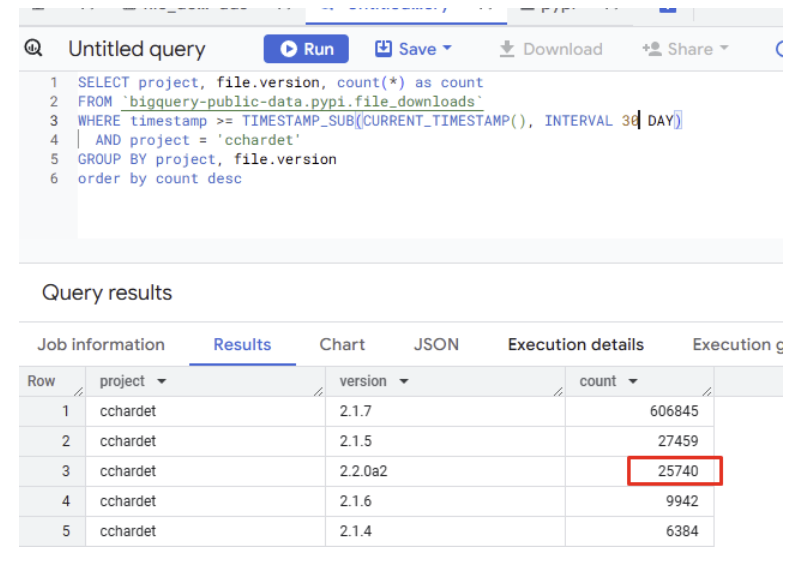 Untitled query Run Save Download Share
1 SELECT project, file.version, count(*) as count
2 FROM `bigquery-public-data.pypi.file_downloads`
3 WHERE timestamp >= TIMESTAMP_SUB(CURRENT_TIMESTAMP(), INTERVAL 30 DAY)
4 AND project = 'cchardet'
5 GROUP BY project, file.version
6 order by count desc
Query results
Job information Results Chart JSON Execution details Execution g
Row project version count
1 cchardet 2.1.7 606845
2 cchardet 2.1.5 27459
3 cchardet 2.2.0a2 25740
4 cchardet 2.1.6 9942
5 cchardet 2.1.4 6384